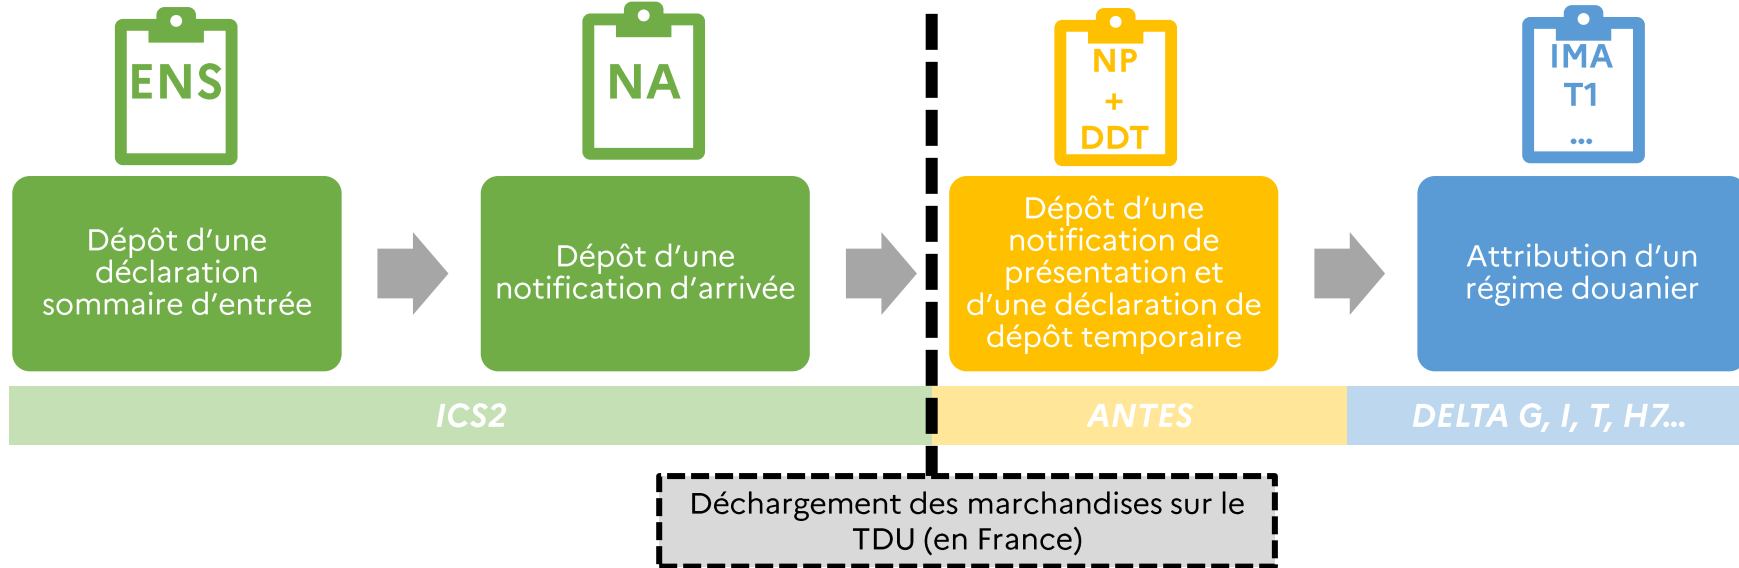 ENS
NA
NP
+
DDT
IMA
T1
...
Dépôt d'une
déclaration
sommaire d'entrée
Dépôt d'une
notification d'arrivée
Dépôt d'une
notification de
présentation et
d'une déclaration de
dépôt temporaire
Attribution d'un
régime douanier
ICS2
ANTES
DELTA G, I, T, H7...
Déchargement des marchandises sur le
TDU (en France)